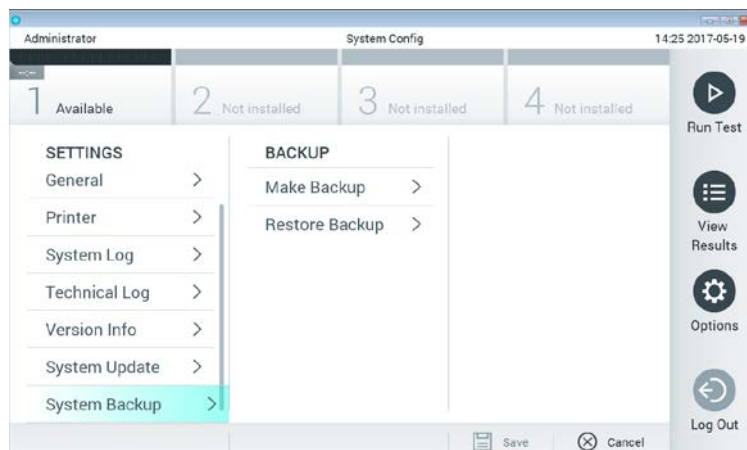 Administrator System Config 14:25 2017-05-19
--:--
1 Available 2 Not installed 3 Not installed 4 Not installed
Run Test
SETTINGS BACKUP
General > Make Backup >
Printer > Restore Backup >
View
Results
System Log >
Technical Log >
Version Info >
Options
System Update >
System Backup >
Log Out
Save Cancel